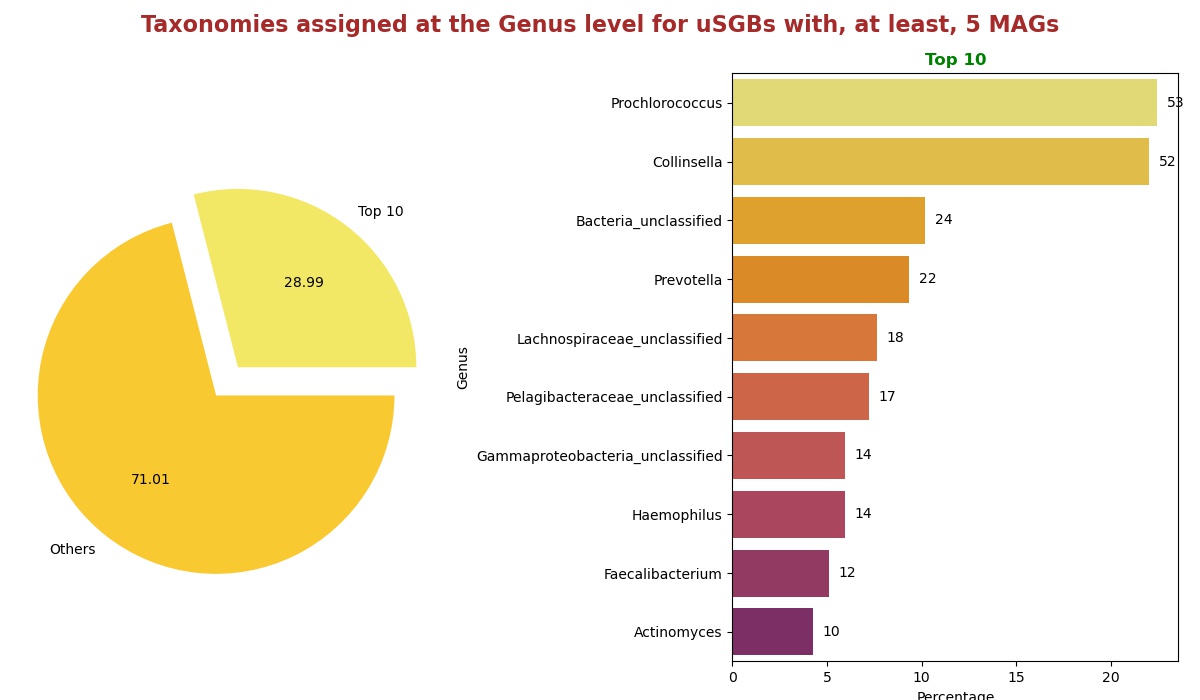 Taxonomies assigned at the Genus level for uSGBs with, at least, 5 MAGs
Top 10
28.99
71.01
Others
Top 10
Genus
Prochlorococcus 53
Collinsella 52
Bacteria_unclassified 24
Prevotella 22
Lachnospiraceae_unclassified 18
Pelagibacteraceae_unclassified 17
Gammaproteobacteria_unclassified 14
Haemophilus 14
Faecalibacterium 12
Actinomyces 10
0 5 10 15 20
Percentage